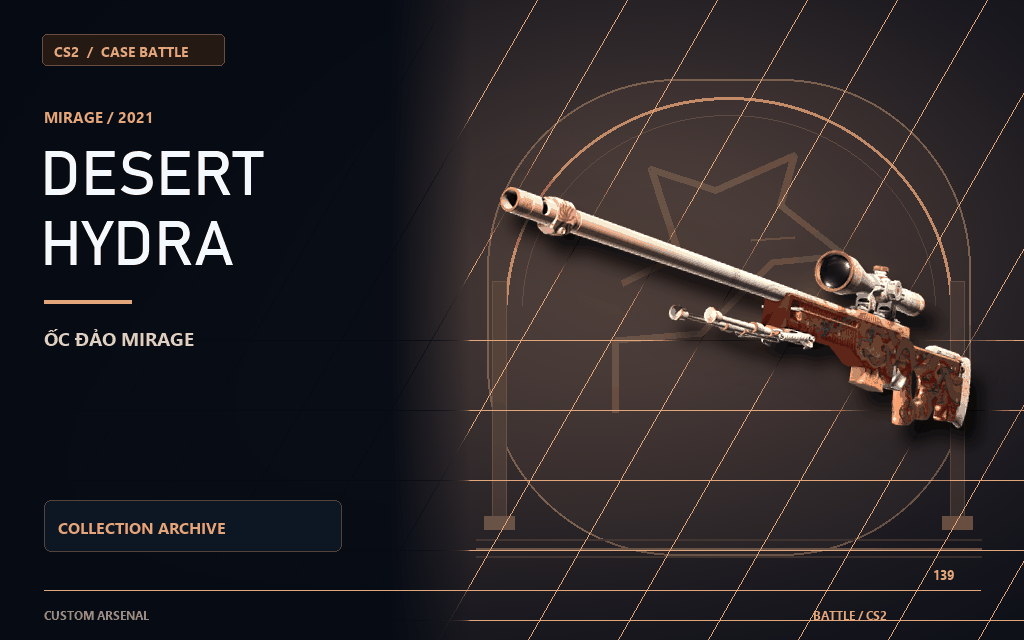 CS2 / CASE BATTLE
MIRAGE / 2021
DESERT
HYDRA
ỐC ĐẢO MIRAGE
COLLECTION ARCHIVE
139
CUSTOM ARSENAL
BATTLE / CS2